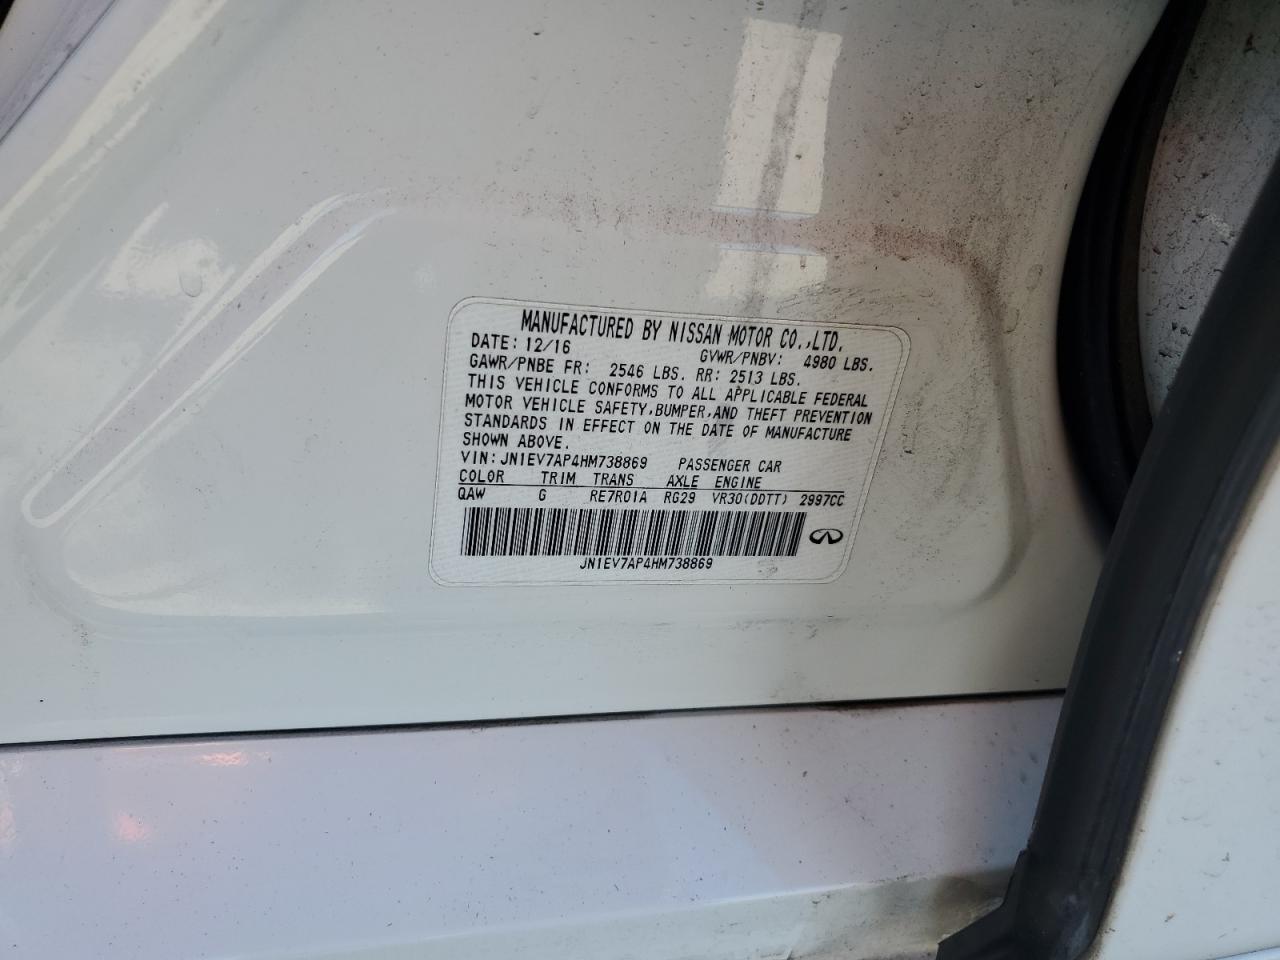 MANUFACTURED BY NISSAN MOTOR CO.,LTD.
DATE: 12/16 GVWR/PNBV: 4980 LBS.
GAWR/PNBE FR: 2546 LBS. RR: 2513 LBS.
THIS VEHICLE CONFORMS TO ALL APPLICABLE FEDERAL
MOTOR VEHICLE SAFETY,BUMPER,AND THEFT PREVENTION
STANDARDS IN EFFECT ON THE DATE OF MANUFACTURE
SHOWN ABOVE.
VIN:JN1EV7AP4HM738869 PASSENGER CAR
COLOR TRIM TRANS AXLE ENGINE
QAW G RE7R01A RG29 VR30(DDTT) 2997CC
JN1EV7AP4HM738869